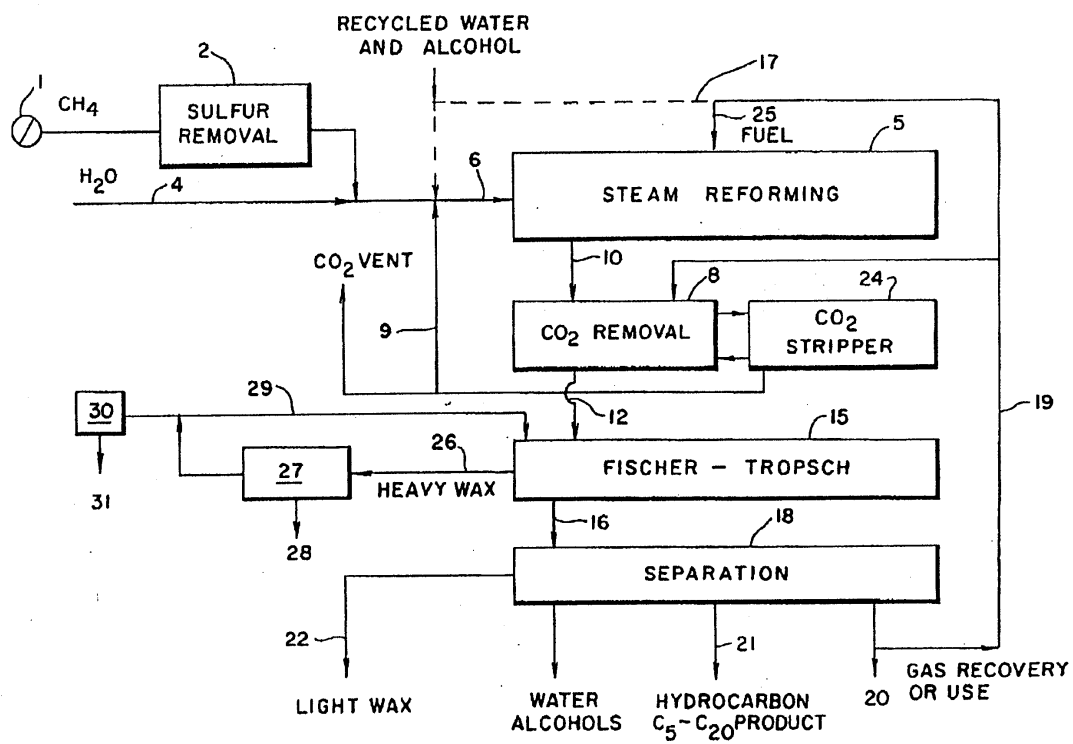 RECYCLED WATER
AND ALCOHOL
1
CH4
2
SULFUR
REMOVAL
17
25
FUEL
5
H2O
4
6
STEAM REFORMING
CO2 VENT
10
8
24
9
CO2 REMOVAL
CO2
STRIPPER
29
12
15
19
30
26
FISCHER - TROPSCH
27
HEAVY WAX
31
16
18
28
SEPARATION
22
21
20
GAS RECOVERY
OR USE
LIGHT WAX
WATER
ALCOHOLS
HYDROCARBON
C5-C20 PRODUCT